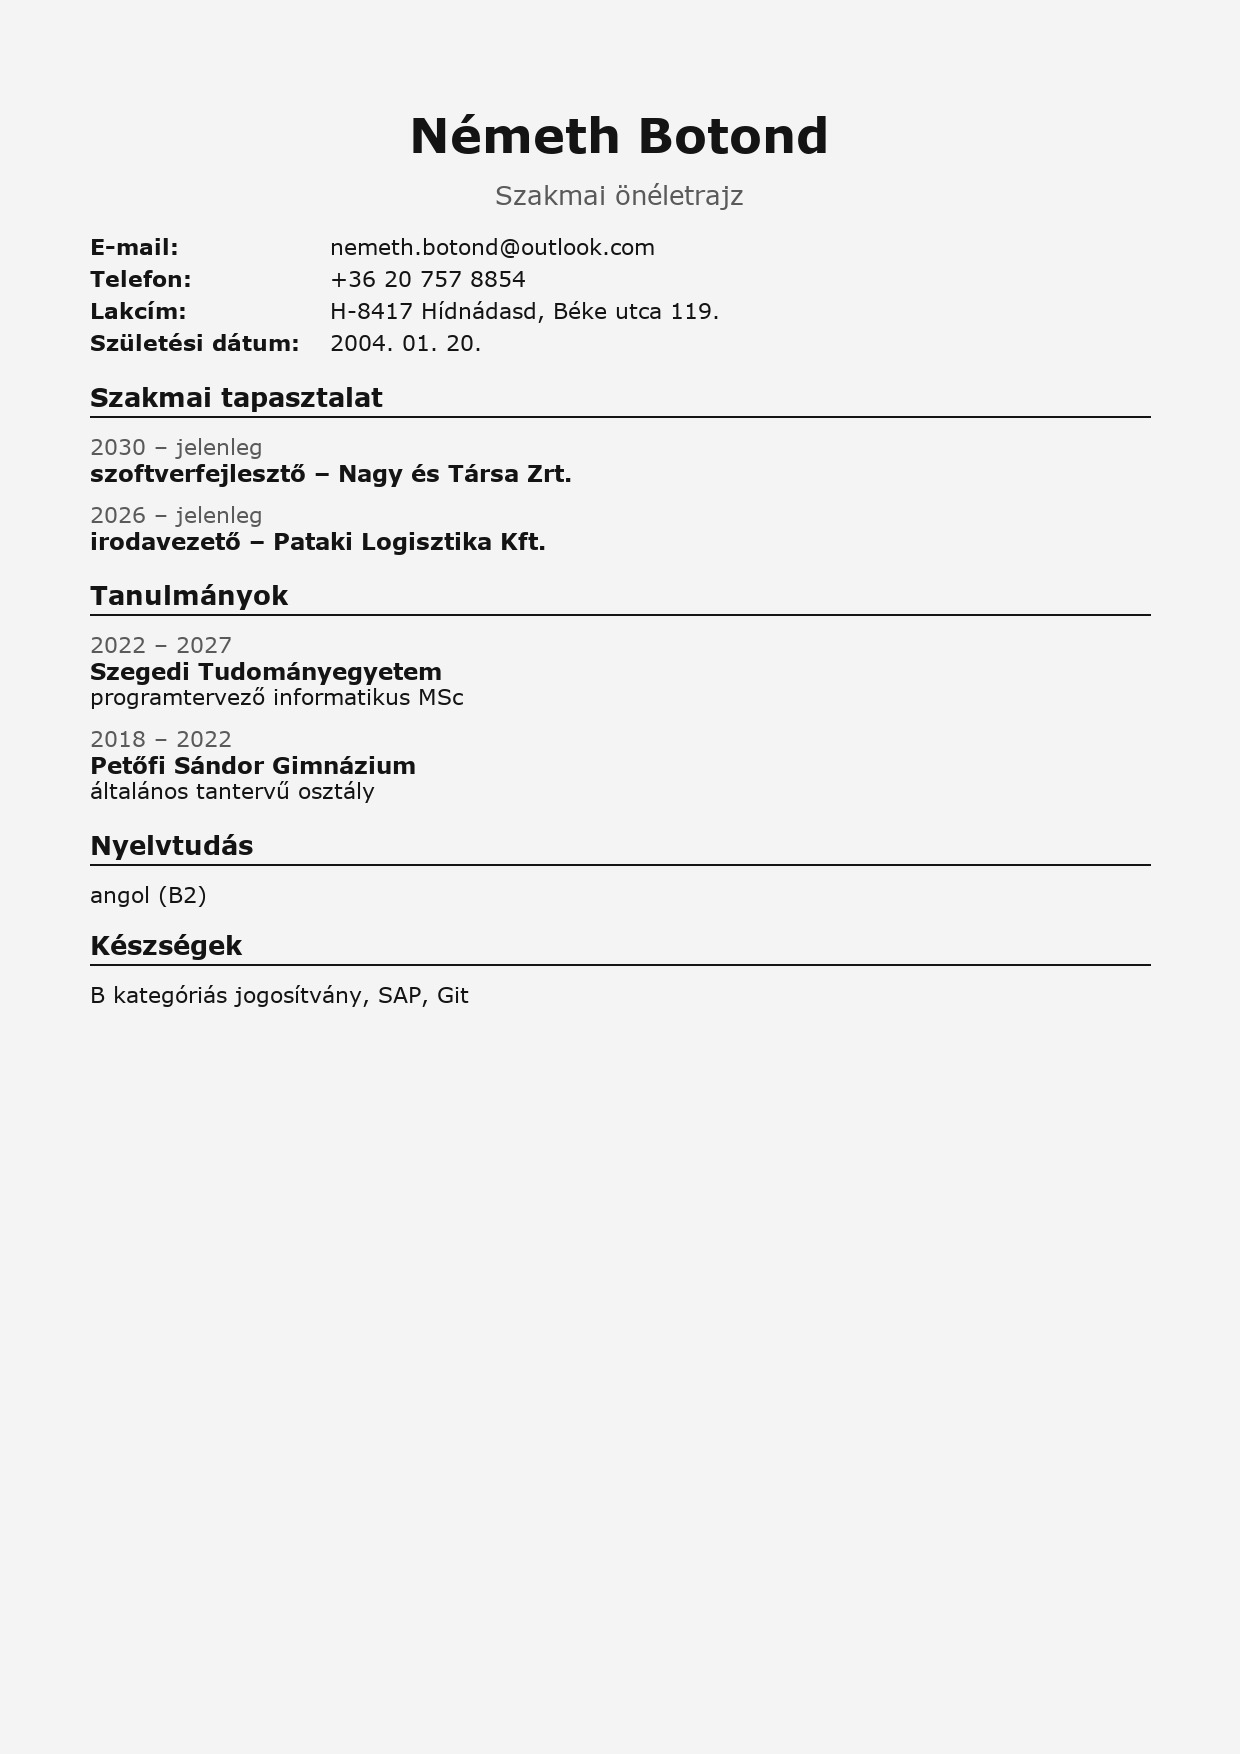 Németh Botond
Szakmai önéletrajz
E-mail: nemeth.botond@outlook.com
Telefon: +36 20 757 8854
Lakcím: H-8417 Hídnádasd, Béke utca 119.
Születési dátum: 2004. 01. 20.
Szakmai tapasztalat
2030 – jelenleg
szoftverfejlesztő – Nagy és Társa Zrt.
2026 – jelenleg
irodavezető – Pataki Logisztika Kft.
Tanulmányok
2022 – 2027
Szegedi Tudományegyetem
programtervező informatikus MSc
2018 – 2022
Petőfi Sándor Gimnázium
általános tantervű osztály
Nyelvtudás
angol (B2)
Készségek
B kategóriás jogosítvány, SAP, Git